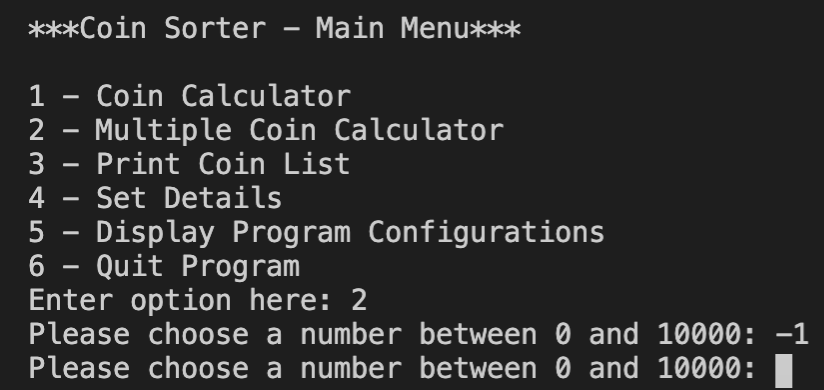 ***Coin Sorter - Main Menu***
1 - Coin Calculator
2 - Multiple Coin Calculator
3 - Print Coin List
4 - Set Details
5 - Display Program Configurations
6 - Quit Program
Enter option here: 2
Please choose a number between 0 and 10000: -1
Please choose a number between 0 and 10000: